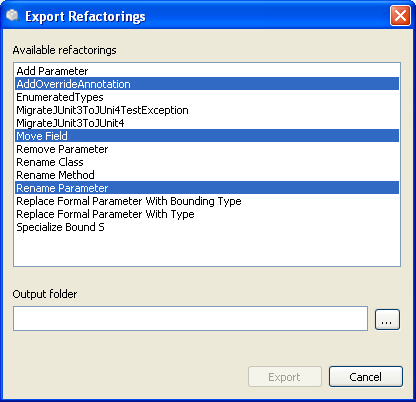 Export Refactorings
Available refactorings
Add Parameter
AddOverrideAnnotation
EnumeratedTypes
MigrateJUnit3ToJUni4TestException
MigrateJUnit3ToJUnit4
Move Field
Remove Parameter
Rename Class
Rename Method
Rename Parameter
Replace Formal Parameter With Bounding Type
Replace Formal Parameter With Type
Specialize Bound S
Output folder
...
Export
Cancel